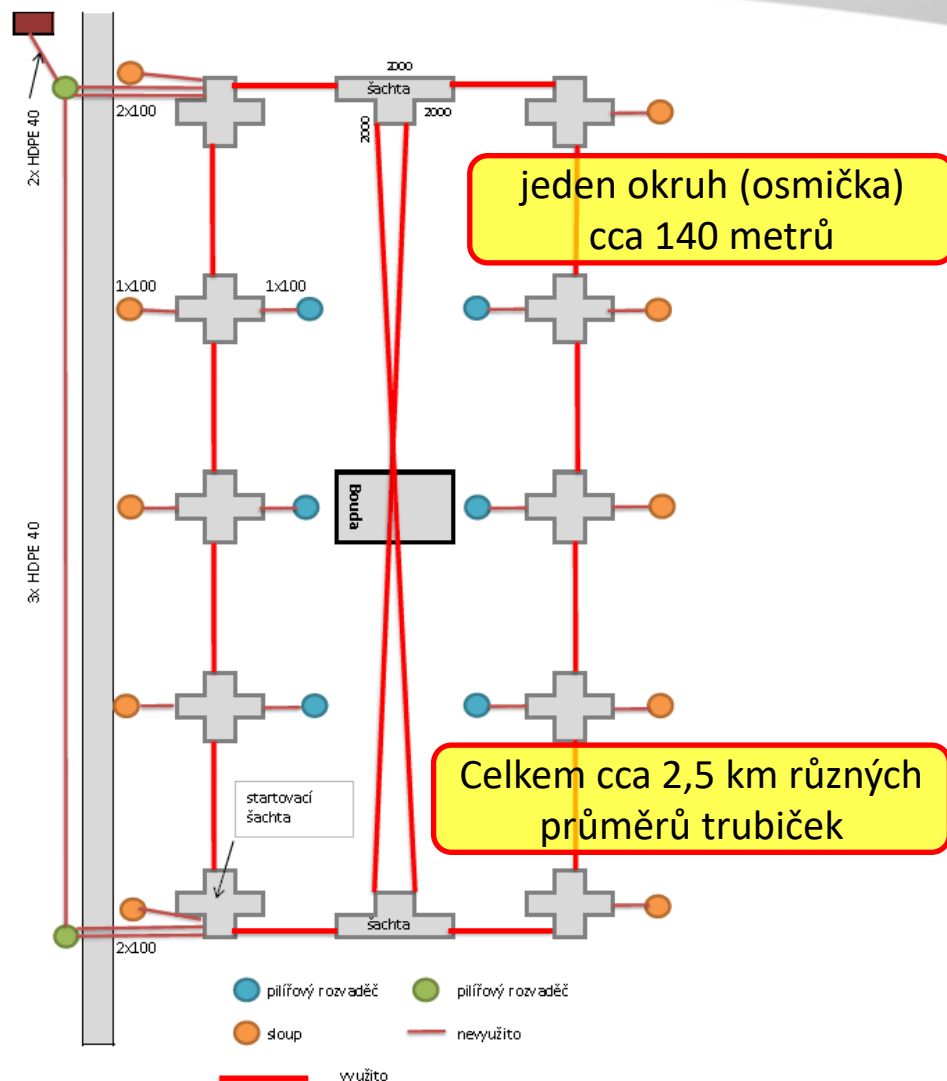 2000
šachta
2000
2000
2x100
2x HDPE 40
jeden okruh (osmička)
cca 140 metrů
1x100
1x100
Bouda
3x HDPE 40
Celkem cca 2,5 km různých
průměrů trubiček
startovací
šachta
šachta
2x100
pilířový rozvaděč
pilířový rozvaděč
sloup
nevyužito
využito